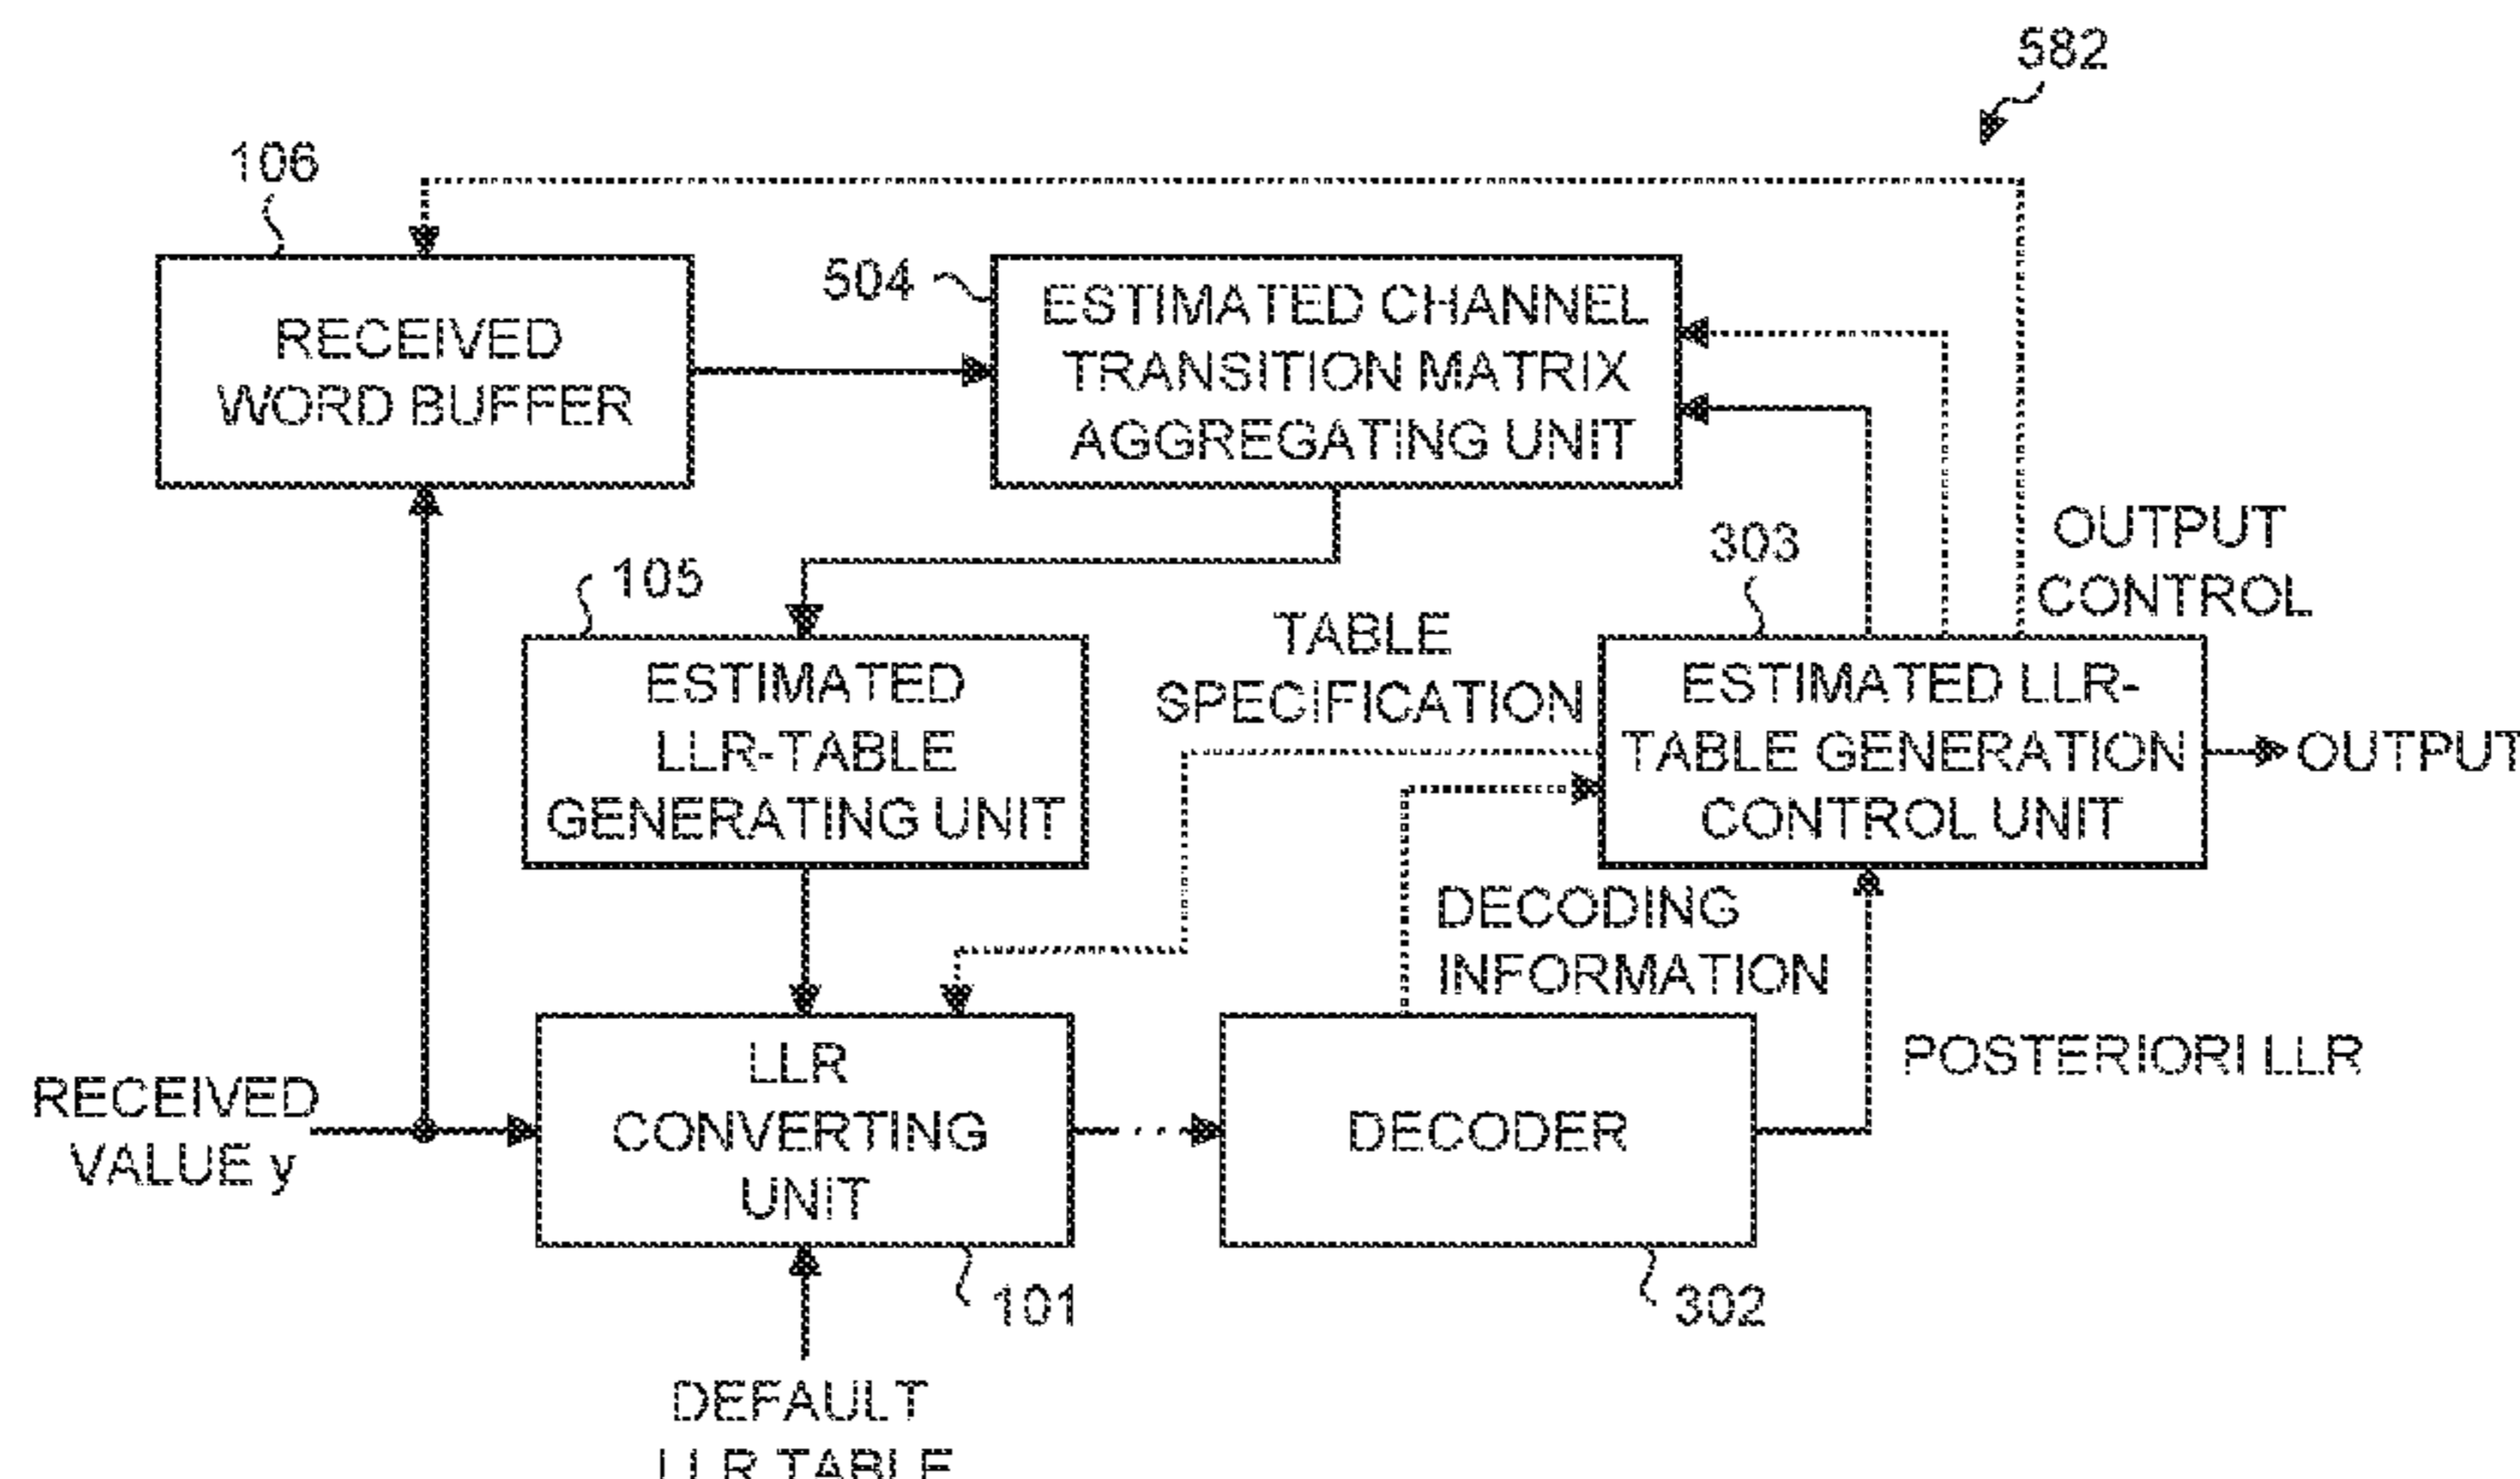 582
106
RECEIVED
WORD BUFFER
504
ESTIMATED CHANNEL
TRANSITION MATRIX
AGGREGATING UNIT
105
ESTIMATED
LLR-TABLE
GENERATING UNIT
TABLE
SPECIFICATION
303
OUTPUT
CONTROL
ESTIMATED LLR-
TABLE GENERATION
CONTROL UNIT
OUTPUT
DECODING
INFORMATION
POSTERIORI LLR
RECEIVED
VALUE y
LLR
CONVERTING
UNIT
101
DECODER
302
DEFAULT
LLR TABLE